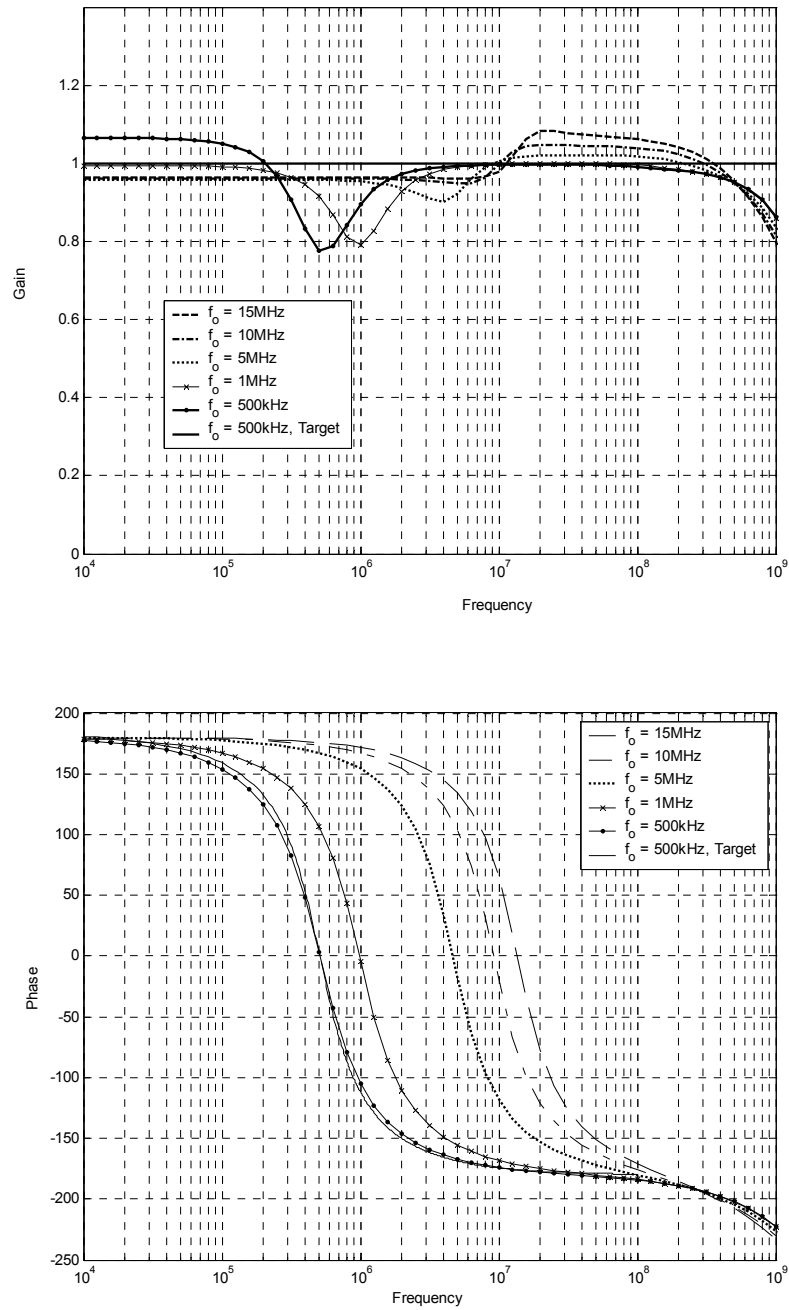 1.2
1
0.8
0.6
0.4
0.2
0
Gain
f_o = 15MHz
f_o = 10MHz
f_o = 5MHz
f_o = 1MHz
f_o = 500kHz
f_o = 500kHz, Target
10^4 10^5 10^6 10^7 10^8 10^9
Frequency
200
150
100
50
0
-50
-100
-150
-200
-250
Phase
f_o = 15MHz
f_o = 10MHz
f_o = 5MHz
f_o = 1MHz
f_o = 500kHz
f_o = 500kHz, Target
10^4 10^5 10^6 10^7 10^8 10^9
Frequency